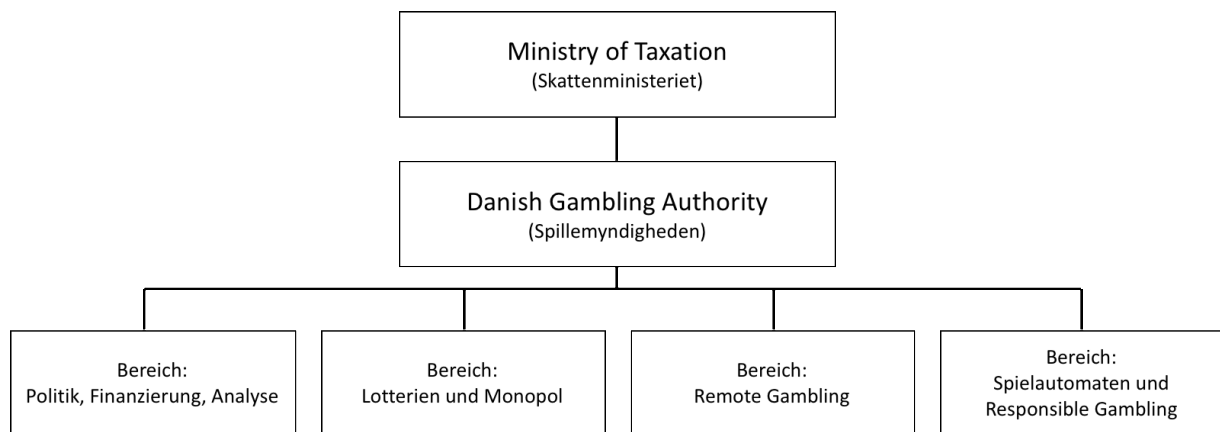 Ministry of Taxation
(Skattenministeriet)
Danish Gambling Authority
(Spillemyndigheden)
Bereich:
Politik, Finanzierung, Analyse
Bereich:
Lotterien und Monopol
Bereich:
Remote Gambling
Bereich:
Spielautomaten und
Responsible Gambling